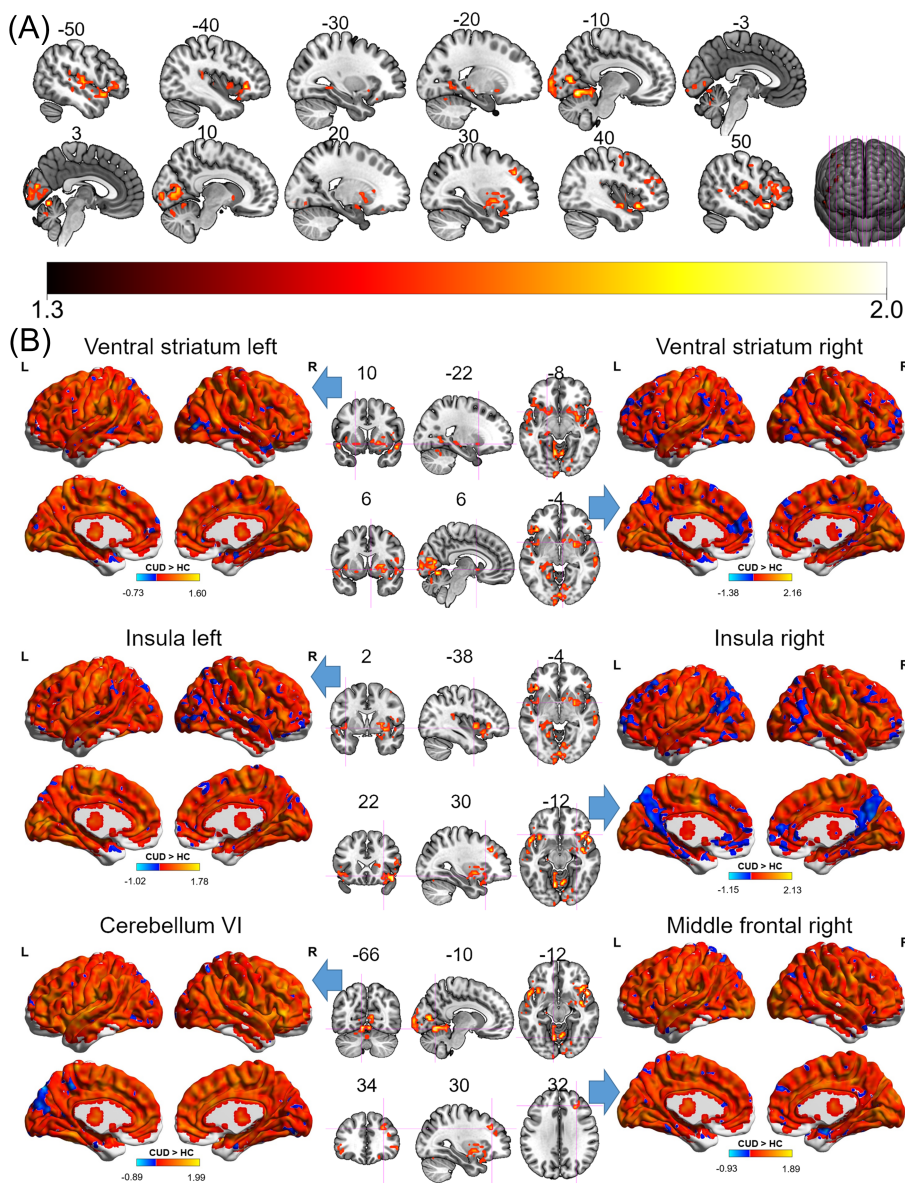 (A)
-50 -40 -30 -20 -10 -3
3 10 20 30 40 50
1.3 2.0
(B)
Ventral striatum left
Ventral striatum right
L R 10 -22 -8 L R
6 6 -4
CUD > HC
-0.73 1.60
CUD > HC
-1.38 2.16
Insula left
Insula right
L R 2 -38 -4 L R
22 30 -12
CUD > HC
-1.02 1.78
CUD > HC
-1.15 2.13
Cerebellum VI
Middle frontal right
L R -66 -10 -12 L R
34 30 32
CUD > HC
-0.89 1.99
CUD > HC
-0.93 1.89